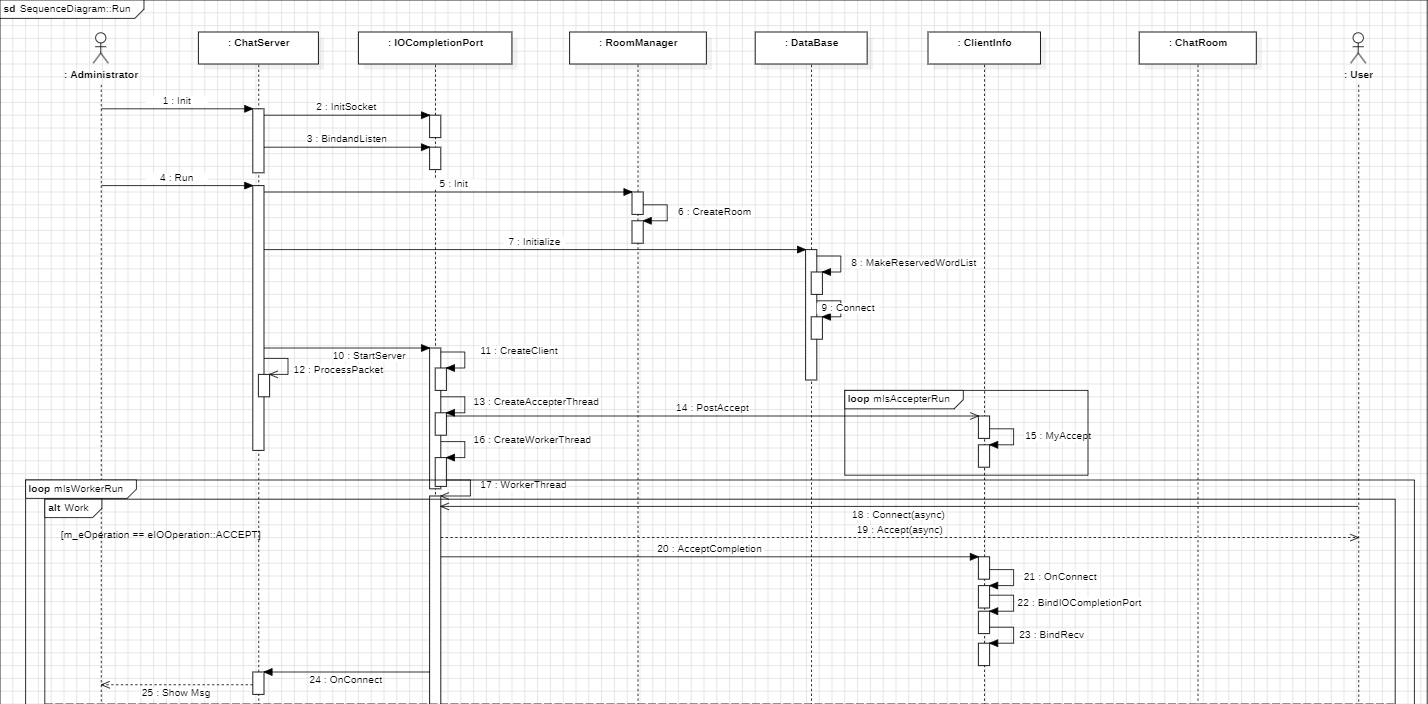 sd SequenceDiagram::Run
: ChatServer
: IOCompletionPort
: RoomManager
: DataBase
: ClientInfo
: ChatRoom
: Administrator
: User
1 : Init
2 : InitSocket
3 : BindandListen
4 : Run
5 : Init
6 : CreateRoom
7 : Initialize
8 : MakeReservedWordList
9 : Connect
10 : StartServer
11 : CreateClient
12 : ProcessPacket
13 : CreateAccepterThread
loop mIsAccepterRun
14 : PostAccept
15 : MyAccept
16 : CreateWorkerThread
17 : WorkerThread
loop mIsWorkerRun
alt Work
18 : Connect(async)
19 : Accept(async)
[m_eOperation == eIOOperation::ACCEPT]
20 : AcceptCompletion
21 : OnConnect
22 : BindIOCompletionPort
23 : BindRecv
24 : OnConnect
25 : Show Msg